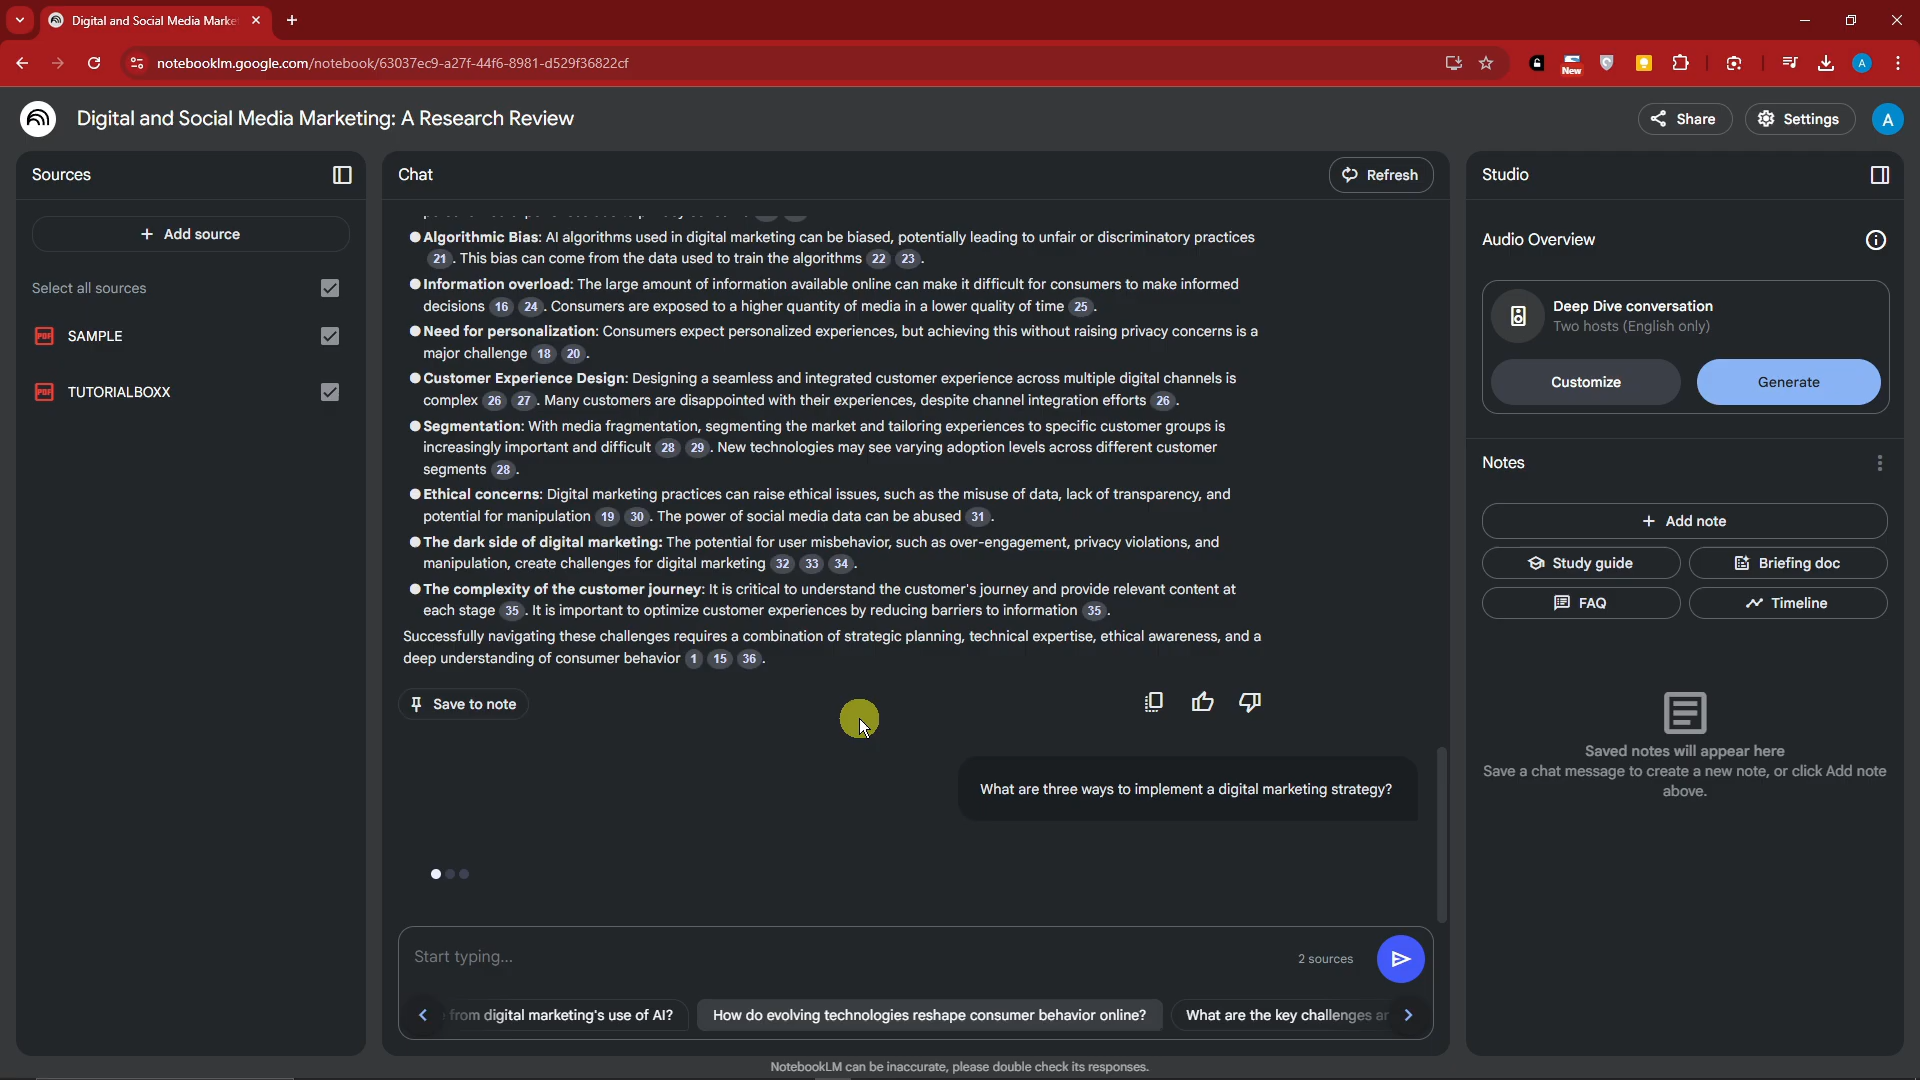 Digital and Social Media Marke
notebooklm.google.com/notebook/63037ec9-a27f-44f6-8981-d529f36822cf
New
A
Digital and Social Media Marketing: A Research Review
Share
Settings
A
Sources
Add source
Select all sources
PDF SAMPLE
PDF TUTORIALBOXX
Chat
Refresh
Algorithmic Bias: AI algorithms used in digital marketing can be biased, potentially leading to unfair or discriminatory practices
21 . This bias can come from the data used to train the algorithms 22 23 .
Information overload: The large amount of information available online can make it difficult for consumers to make informed
decisions 16 24 . Consumers are exposed to a higher quantity of media in a lower quality of time 25 .
Need for personalization: Consumers expect personalized experiences, but achieving this without raising privacy concerns is a
major challenge 18 20 .
Customer Experience Design: Designing a seamless and integrated customer experience across multiple digital channels is
complex 26 27 . Many customers are disappointed with their experiences, despite channel integration efforts 26 .
Segmentation: With media fragmentation, segmenting the market and tailoring experiences to specific customer groups is
increasingly important and difficult 28 29 . New technologies may see varying adoption levels across different customer
segments 28 .
Ethical concerns: Digital marketing practices can raise ethical issues, such as the misuse of data, lack of transparency, and
potential for manipulation 19 30 . The power of social media data can be abused 31 .
The dark side of digital marketing: The potential for user misbehavior, such as over-engagement, privacy violations, and
manipulation, create challenges for digital marketing 32 33 34 .
The complexity of the customer journey: It is critical to understand the customer's journey and provide relevant content at
each stage 35 . It is important to optimize customer experiences by reducing barriers to information 35 .
Successfully navigating these challenges requires a combination of strategic planning, technical expertise, ethical awareness, and a
deep understanding of consumer behavior 1 15 36 .
Save to note
What are three ways to implement a digital marketing strategy?
Start typing...
2 sources
from digital marketing's use of AI?
How do evolving technologies reshape consumer behavior online?
What are the key challenges ar
NotebookLM can be inaccurate, please double check its responses.
Studio
Audio Overview
Deep Dive conversation
Two hosts (English only)
Customize
Generate
Notes
Add note
Study guide
Briefing doc
FAQ
Timeline
Saved notes will appear here
Save a chat message to create a new note, or click Add note
above.